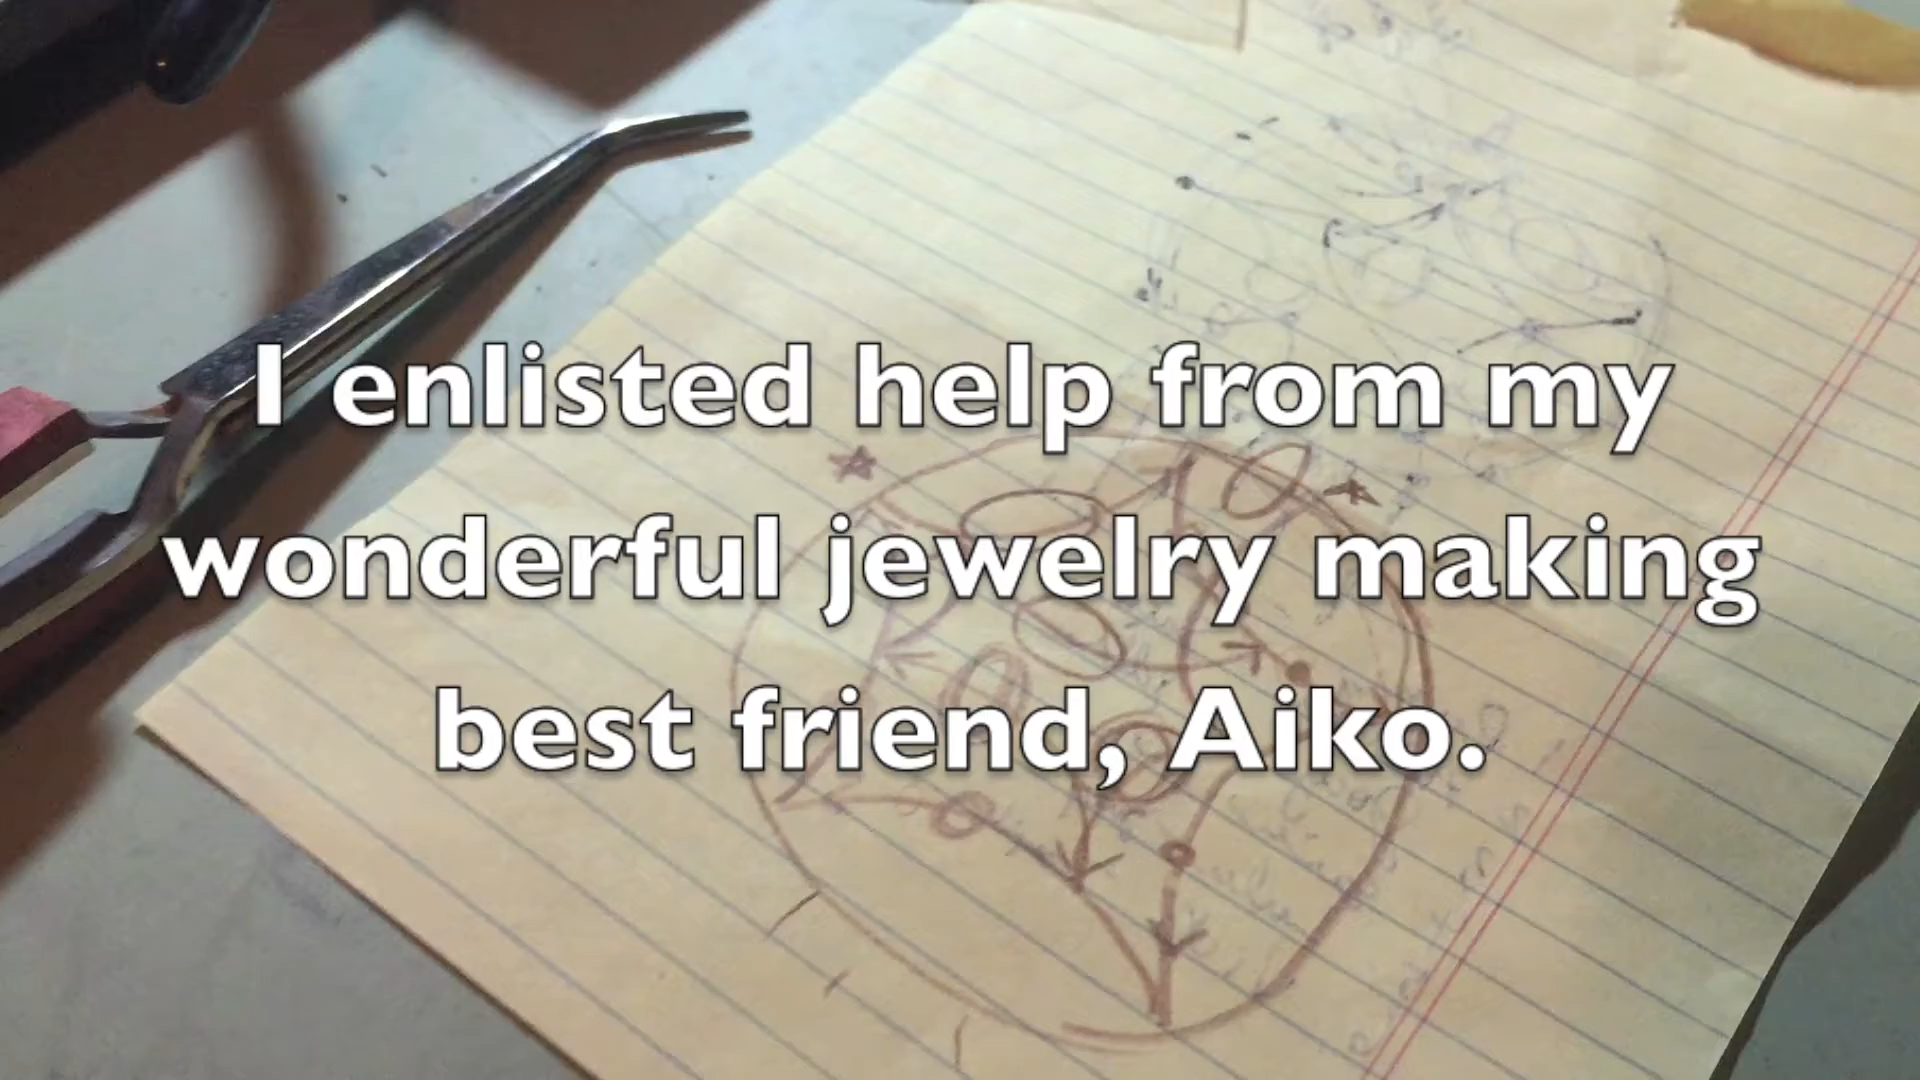 I enlisted help from my
wonderful jewelry making
best friend, Aiko.